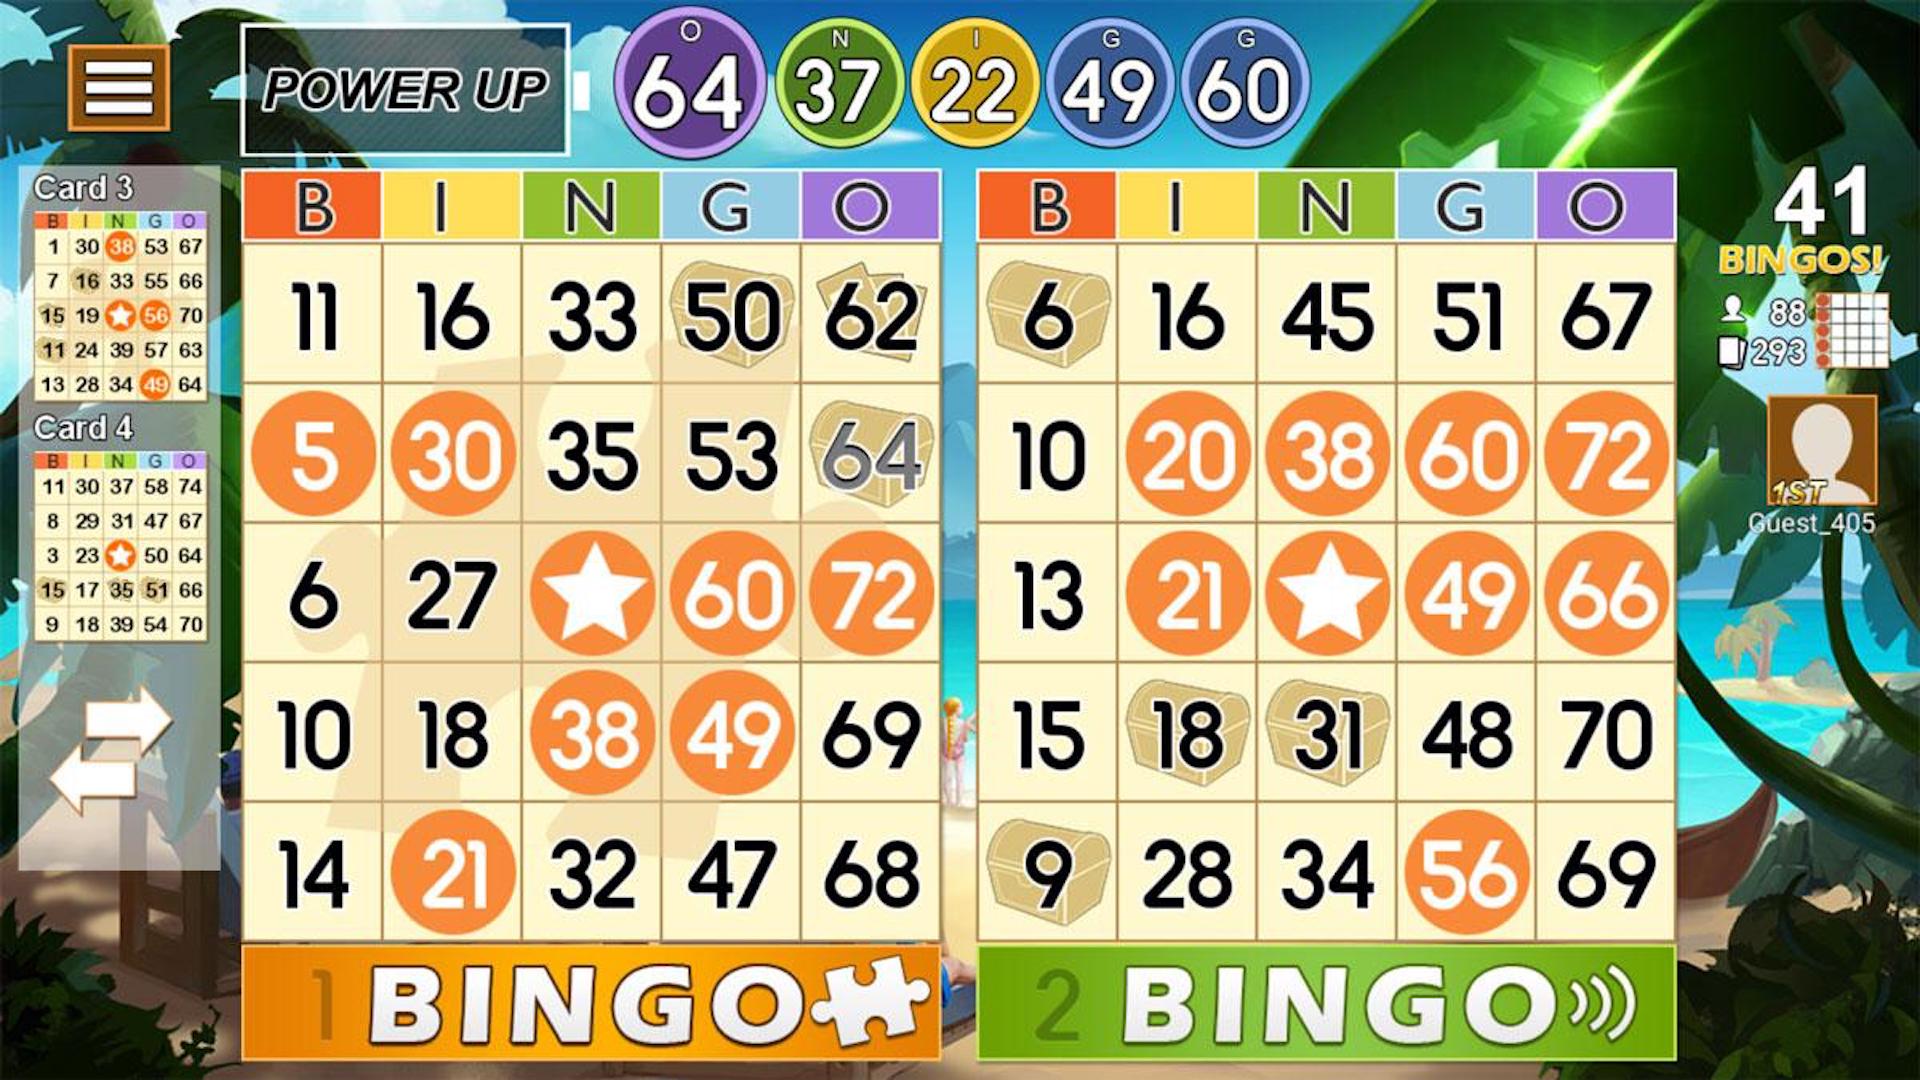 POWER UP
O N I G G
64 37 22 49 60
Card 3
B I N G O
1 30 38 53 67
7 16 33 55 66
15 19 56 70
11 24 39 57 63
13 28 34 49 64
Card 4
B I N G O
11 30 37 58 74
8 29 31 47 67
3 23 50 64
15 17 35 51 66
9 18 39 54 70
B I N G O
11 16 33 50 62
5 30 35 53 64
6 27 60 72
10 18 38 49 69
14 21 32 47 68
1 BINGO
B I N G O
6 16 45 51 67
10 20 38 60 72
13 21 49 66
15 18 31 48 70
9 28 34 56 69
2 BINGO
41
BINGOS!
88
293
1ST
Guest_405